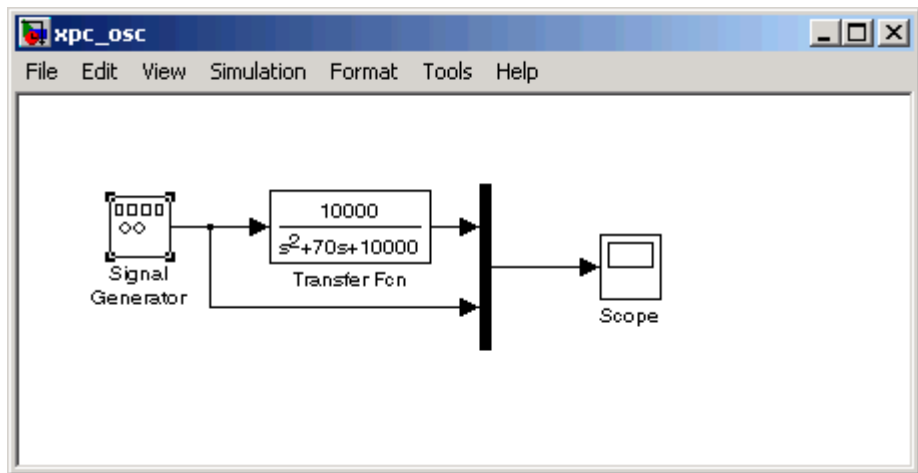 xpc_osc
File Edit View Simulation Format Tools Help
10000
s²+70s+10000
Signal
Generator
Transfer Fcn
Scope